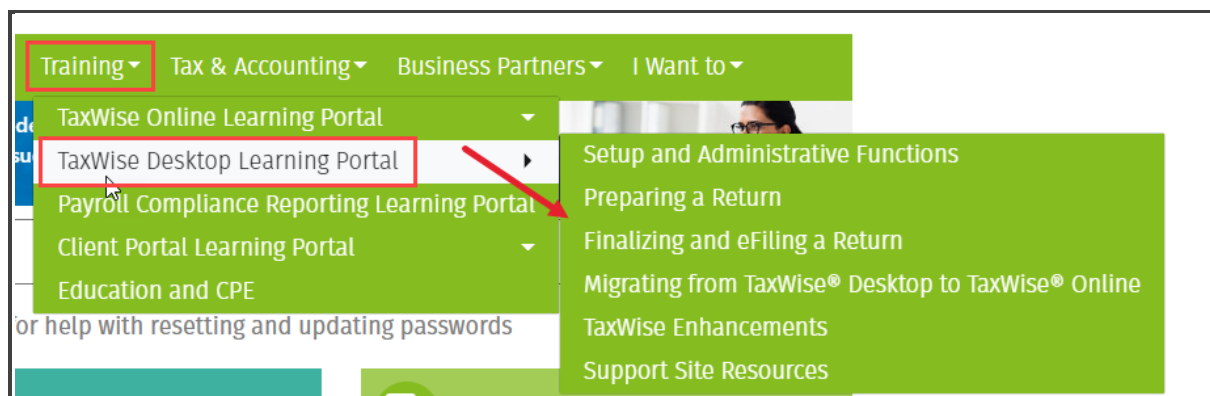 Training Tax & Accounting Business Partners I Want to
TaxWise Online Learning Portal
TaxWise Desktop Learning Portal
Payroll Compliance Reporting Learning Portal
Client Portal Learning Portal
Education and CPE
Setup and Administrative Functions
Preparing a Return
Finalizing and eFiling a Return
Migrating from TaxWise® Desktop to TaxWise® Online
TaxWise Enhancements
Support Site Resources
for help with resetting and updating passwords